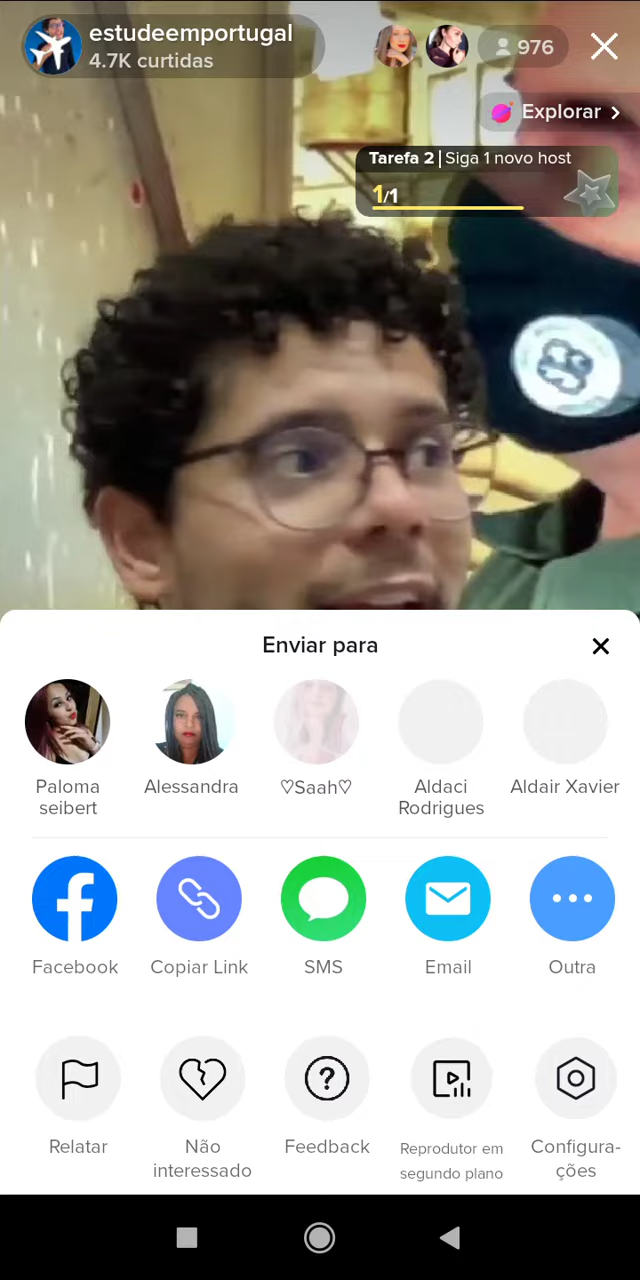 estudeemportugal
4.7K curtidas
976
Explorar
Tarefa 2 | Siga 1 novo host
1/1
Enviar para
Paloma
seibert
Alessandra
♡Saah♡
Aldaci
Rodrigues
Aldair Xavier
Facebook
Copiar Link
SMS
Email
Outra
Relatar
Não
interessado
Feedback
Reprodutor em
segundo plano
Configura-
ções